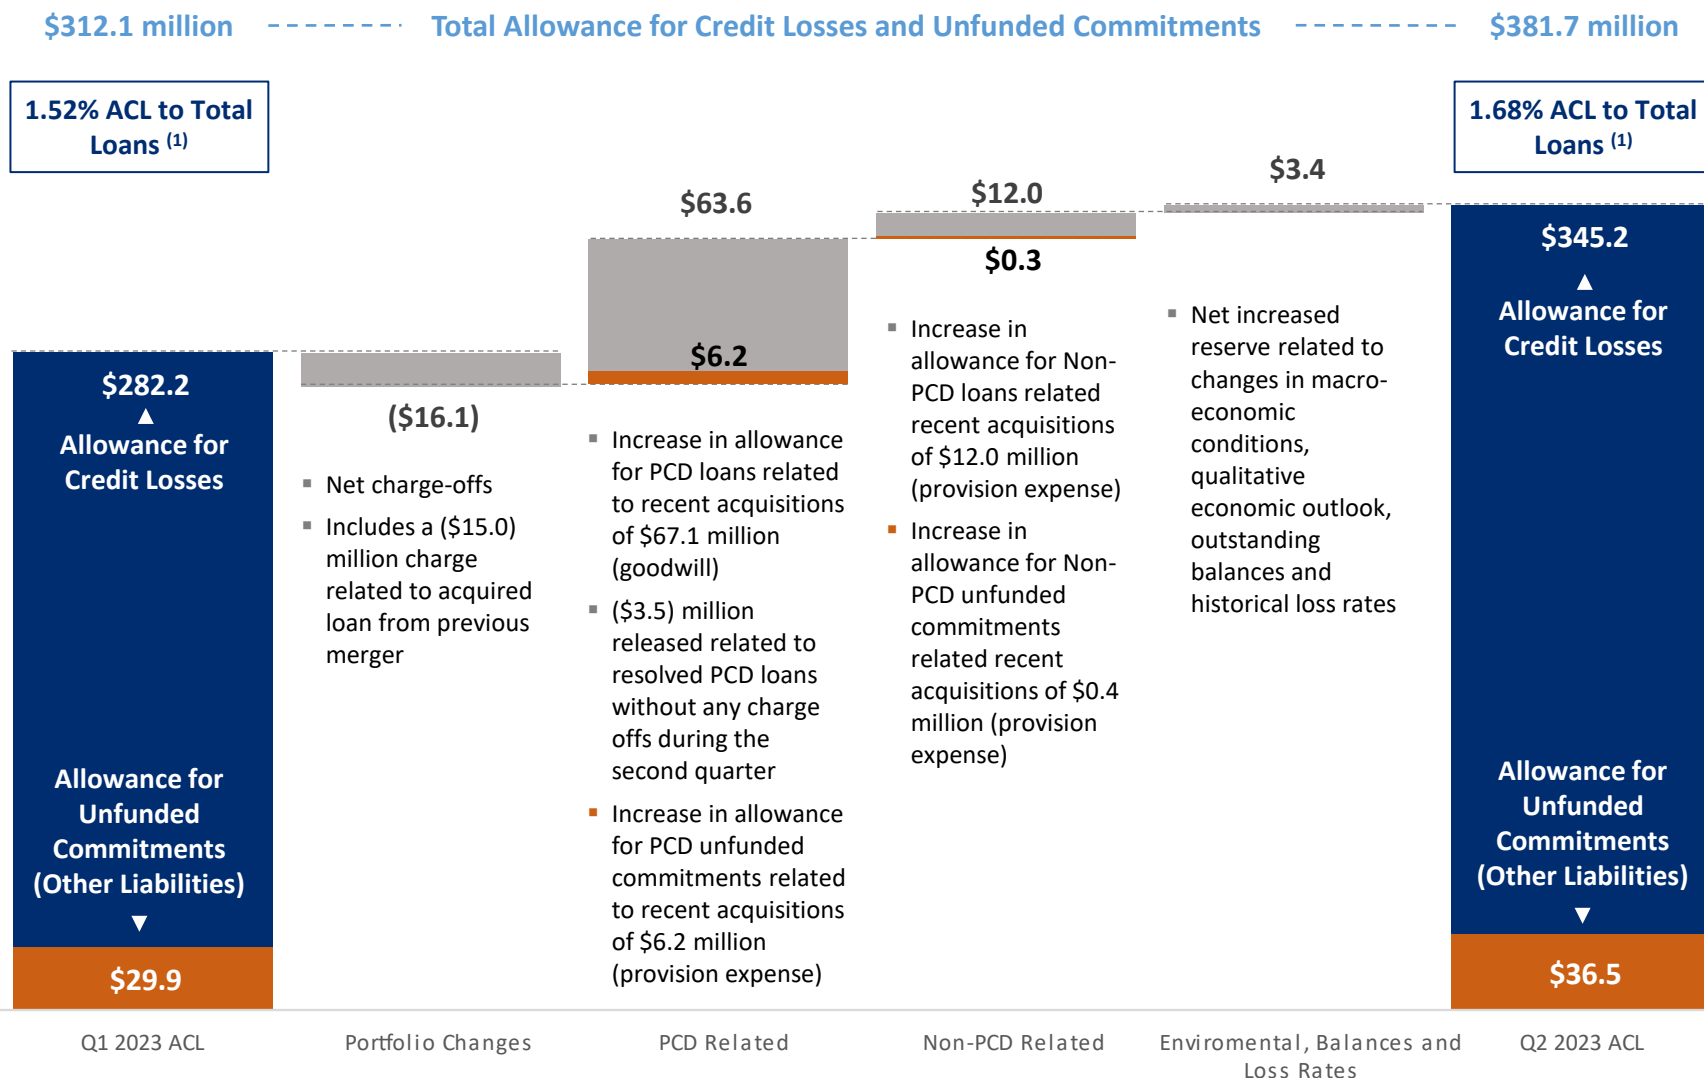 $312.1 million Total Allowance for Credit Losses and Unfunded Commitments $381.7 million
1.52% ACL to Total
Loans (1)
1.68% ACL to Total
Loans (1)
$282.2
▲
Allowance for
Credit Losses
Allowance for
Unfunded
Commitments
(Other Liabilities)
▼
$29.9
($16.1)
▪ Net charge-offs
▪ Includes a ($15.0)
million charge
related to acquired
loan from previous
merger
$63.6
$6.2
▪ Increase in allowance
for PCD loans related
to recent acquisitions
of $67.1 million
(goodwill)
▪ ($3.5) million
released related to
resolved PCD loans
without any charge
offs during the
second quarter
▪ Increase in allowance
for PCD unfunded
commitments related
to recent acquisitions
of $6.2 million
(provision expense)
$12.0
$0.3
▪ Increase in
allowance for Non-
PCD loans related
recent acquisitions
of $12.0 million
(provision expense)
▪ Increase in
allowance for Non-
PCD unfunded
commitments
related recent
acquisitions of $0.4
million (provision
expense)
$3.4
▪ Net increased
reserve related to
changes in macro-
economic
conditions,
qualitative
economic outlook,
outstanding
balances and
historical loss rates
$345.2
▲
Allowance for
Credit Losses
Allowance for
Unfunded
Commitments
(Other Liabilities)
▼
$36.5
Q1 2023 ACL
Portfolio Changes
PCD Related
Non-PCD Related
Enviromental, Balances and
Loss Rates
Q2 2023 ACL